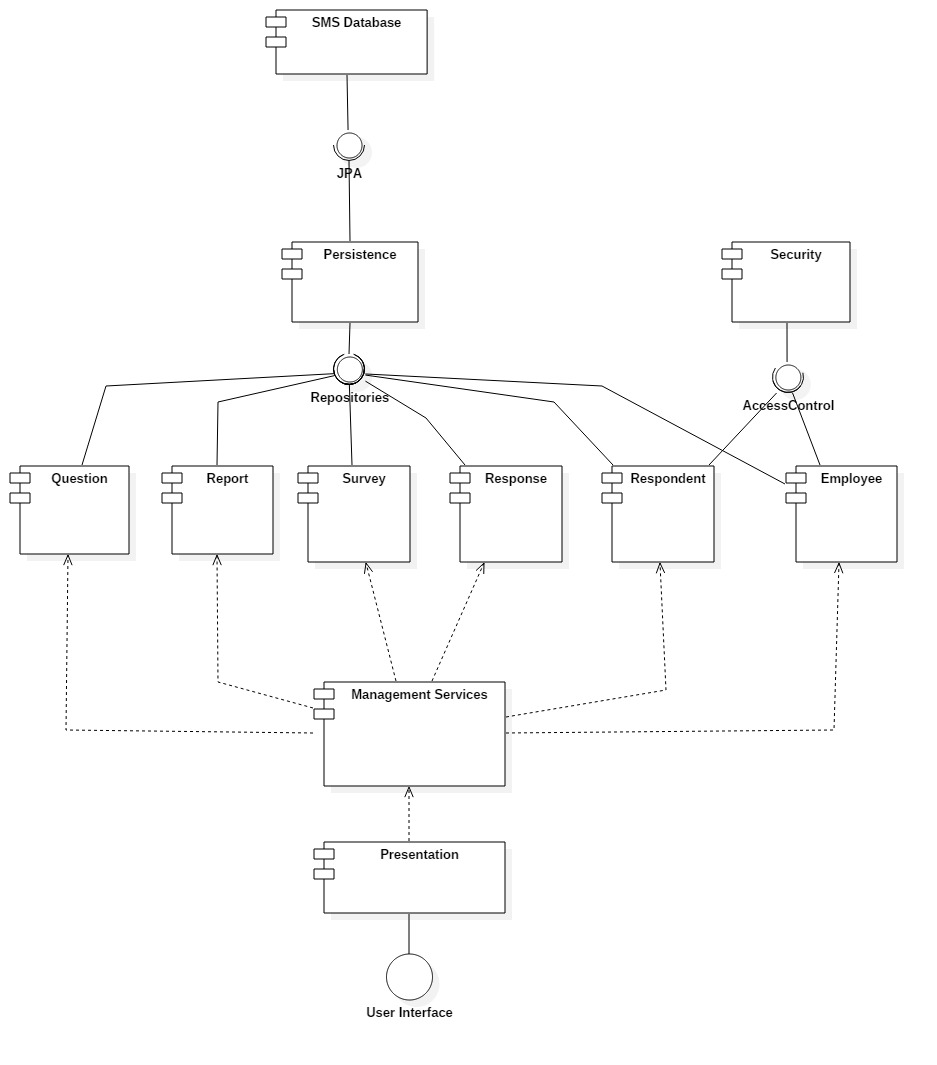 SMS Database
JPA
Persistence
Security
Repositories
AccessControl
Question
Report
Survey
Response
Respondent
Employee
Management Services
Presentation
User Interface